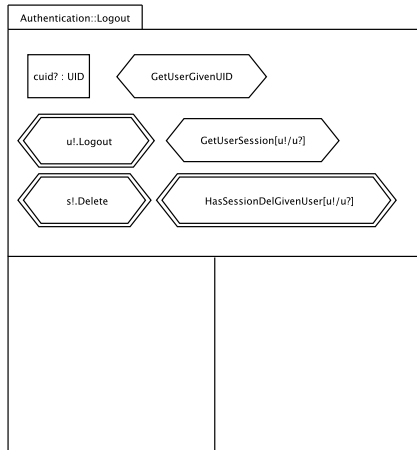 Authentication::Logout
cuid? : UID
GetUserGivenUID
u!.Logout
GetUserSession[u!/u?]
s!.Delete
HasSessionDelGivenUser[u!/u?]